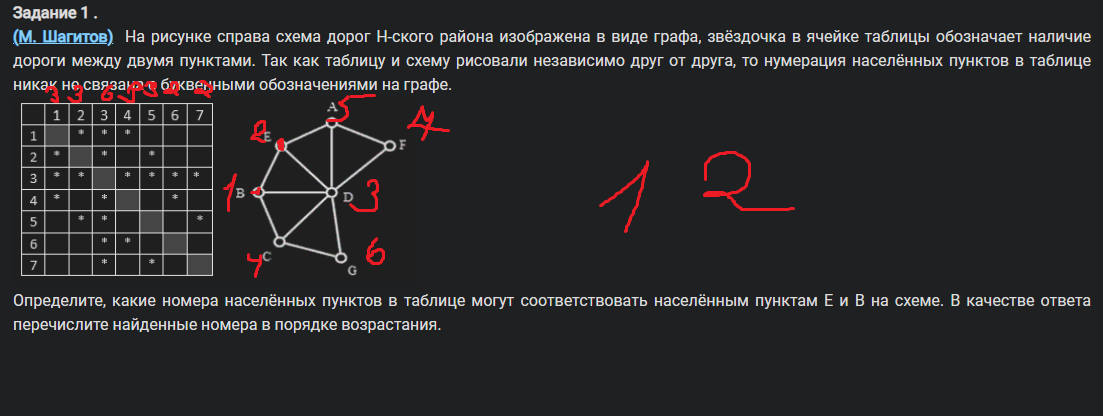 Задание 1 .
(М. Шагитов) На рисунке справа схема дорог Н-ского района изображена в виде графа, звёздочка в ячейке таблицы обозначает наличие
дороги между двумя пунктами. Так как таблицу и схему рисовали независимо друг от друга, то нумерация населённых пунктов в таблице
никак не связана с буквенными обозначениями на графе.
3 3 6 3 2
1 2 3 4 5 6 7
1 * * *
2 * * *
3 * * * * * *
4 * * *
5 * * *
6 * *
7 * *
A 5
2 E
F 4
1 B
D 3
7 C
G 6
1 2
Определите, какие номера населённых пунктов в таблице могут соответствовать населённым пунктам E и B на схеме. В качестве ответа
перечислите найденные номера в порядке возрастания.